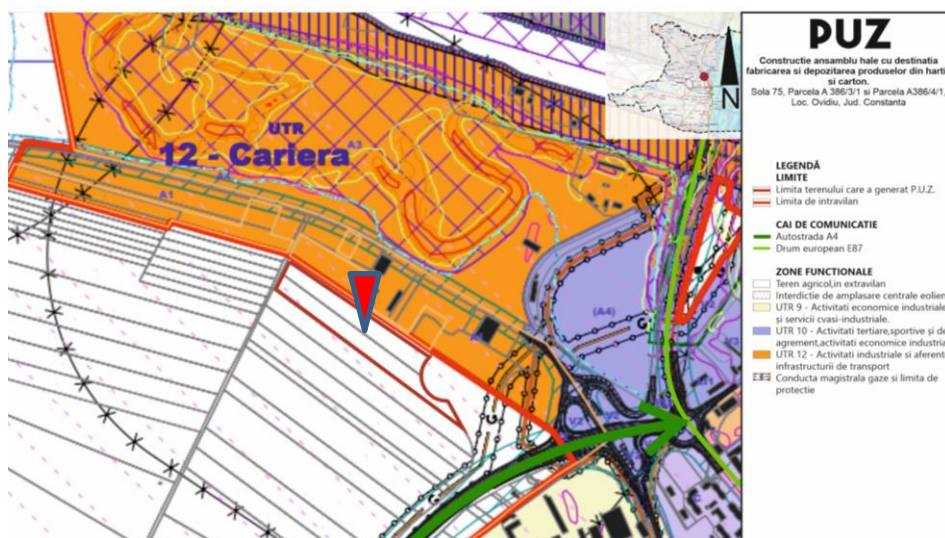 UTR
12 - Cariera
A3
A1
(A4)
G
G
G
V3
N
PUZ
Constructie ansamblu hale cu destinatia
fabricarea si depozitarea produselor din harti
si carton.
Sola 75, Parcela A 386/3/1 si Parcela A386/4/1,
Loc. Ovidiu, Jud. Constanta
LEGENDĂ
LIMITE
Limita terenului care a generat P.U.Z.
Limita de intravilan
CAI DE COMUNICATIE
Autostrada A4
Drum european E87
ZONE FUNCTIONALE
Teren agricol,in extravilan
Interdictie de amplasare centrale eolien
UTR 9 - Activitati economice industriale
și servicii cvasi-industriale.
UTR 10 - Activitati tertiare,sportive și de
agrement,activitati economice industria
UTR 12 - Activitati industriale si aferent
infrastructurii de transport
Conducta magistrala gaze si limita de
protectie